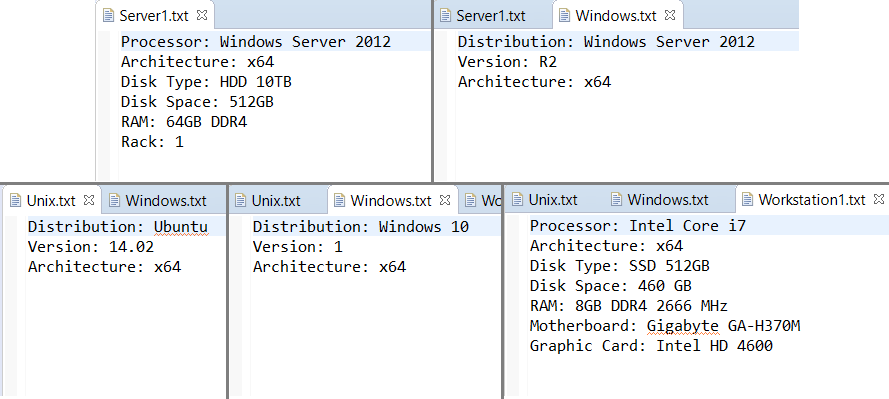 Server1.txt
Processor: Windows Server 2012
Architecture: x64
Disk Type: HDD 10TB
Disk Space: 512GB
RAM: 64GB DDR4
Rack: 1
Server1.txt Windows.txt
Distribution: Windows Server 2012
Version: R2
Architecture: x64
Unix.txt Windows.txt
Distribution: Ubuntu
Version: 14.02
Architecture: x64
Unix.txt Windows.txt Wo
Distribution: Windows 10
Version: 1
Architecture: x64
Unix.txt Windows.txt Workstation1.txt
Processor: Intel Core i7
Architecture: x64
Disk Type: SSD 512GB
Disk Space: 460 GB
RAM: 8GB DDR4 2666 MHz
Motherboard: Gigabyte GA-H370M
Graphic Card: Intel HD 4600